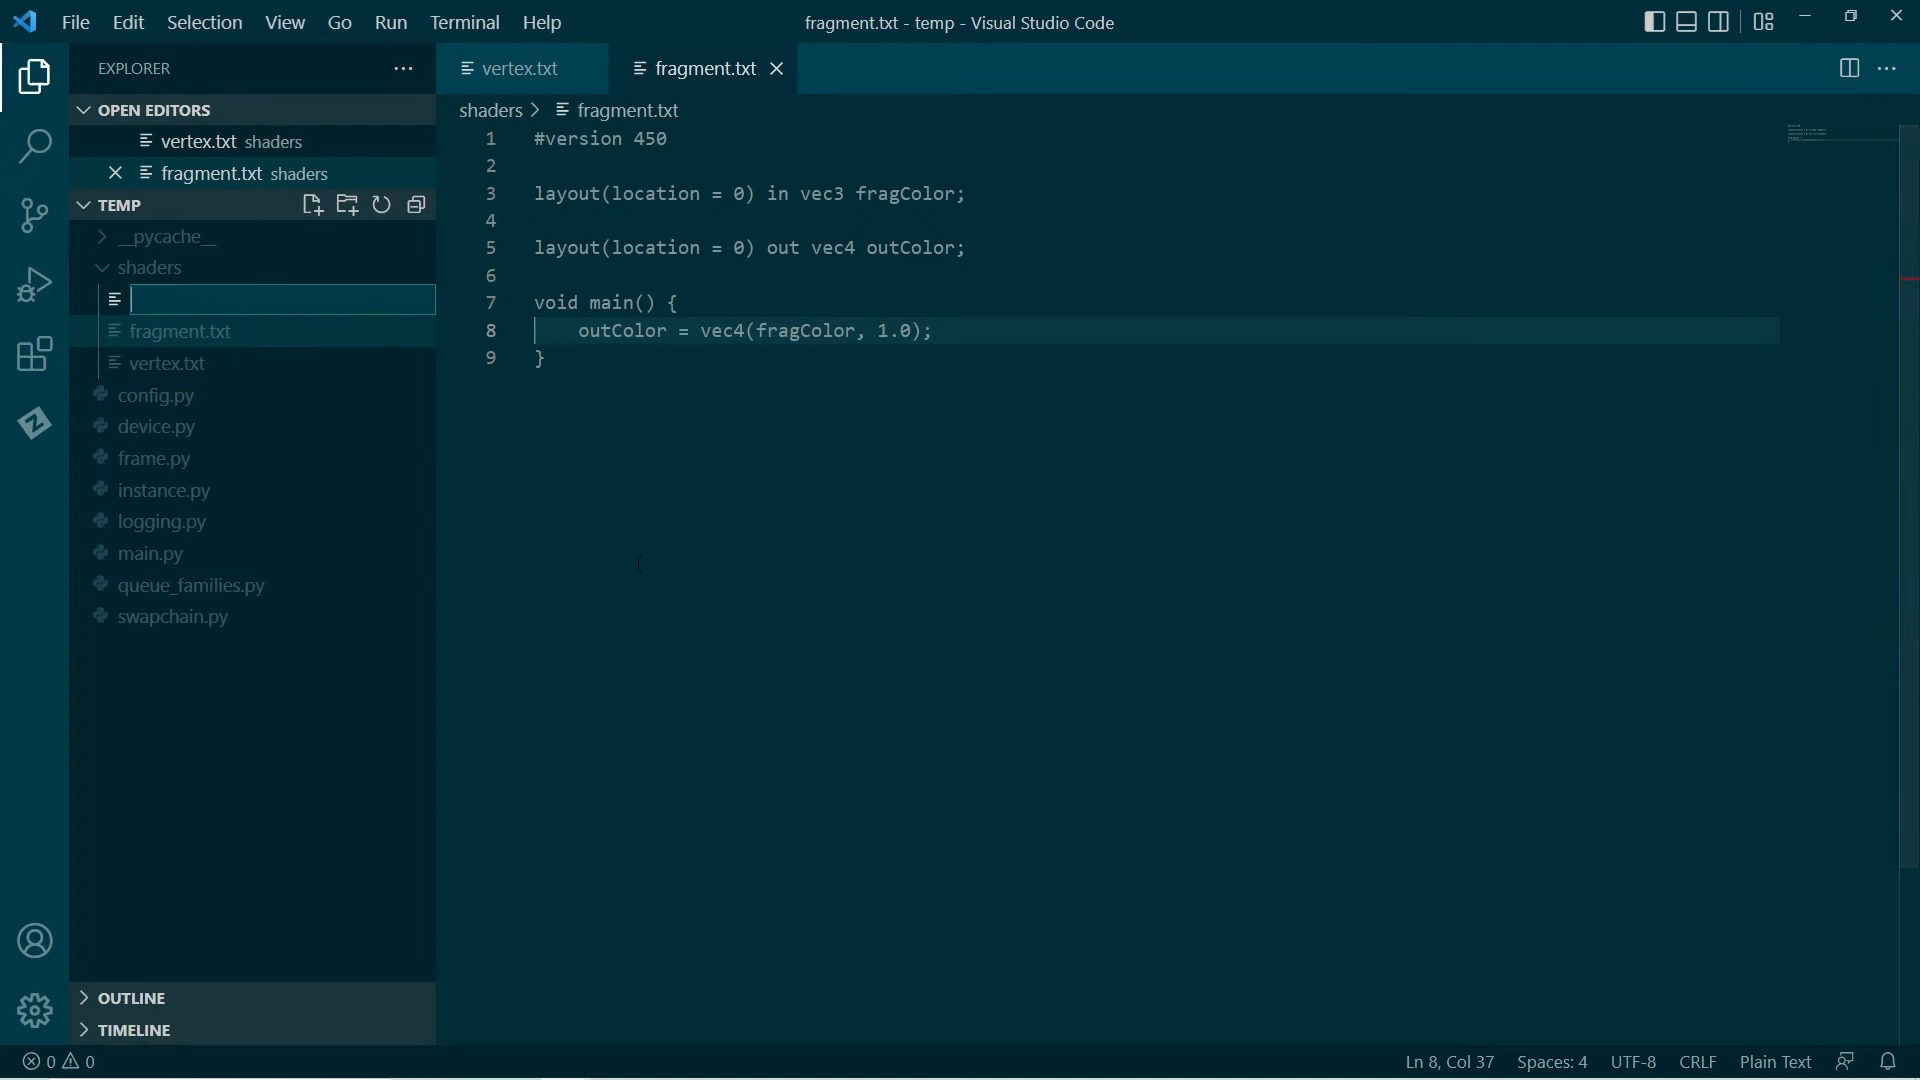 File Edit Selection View Go Run Terminal Help
fragment.txt - temp - Visual Studio Code
EXPLORER
OPEN EDITORS
vertex.txt shaders
fragment.txt shaders
TEMP
__pycache__
shaders
fragment.txt
vertex.txt
config.py
device.py
frame.py
instance.py
logging.py
main.py
queue_families.py
swapchain.py
OUTLINE
TIMELINE
vertex.txt
fragment.txt
shaders > fragment.txt
1 #version 450
2
3 layout(location = 0) in vec3 fragColor;
4
5 layout(location = 0) out vec4 outColor;
6
7 void main() {
8 outColor = vec4(fragColor, 1.0);
9 }
0 0
Ln 8, Col 37 Spaces: 4 UTF-8 CRLF Plain Text